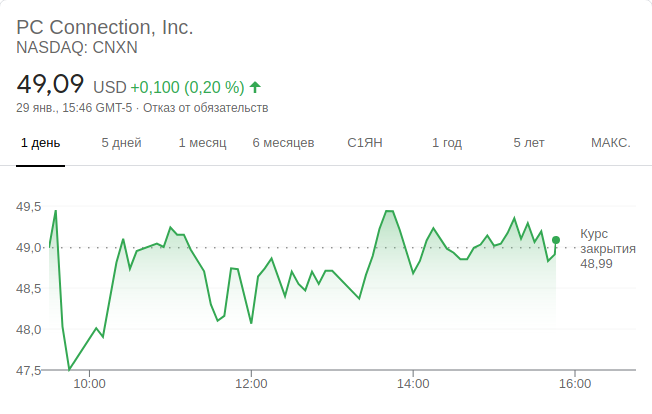 PC Connection, Inc.
NASDAQ: CNXN
49,09 USD +0,100 (0,20 %)
29 янв., 15:46 GMT-5 · Отказ от обязательств
1 день 5 дней 1 месяц 6 месяцев С1ЯН 1 год 5 лет МАКС.
49,5
49,0
48,5
48,0
47,5
Курс
закрытия
48,99
10:00 12:00 14:00 16:00